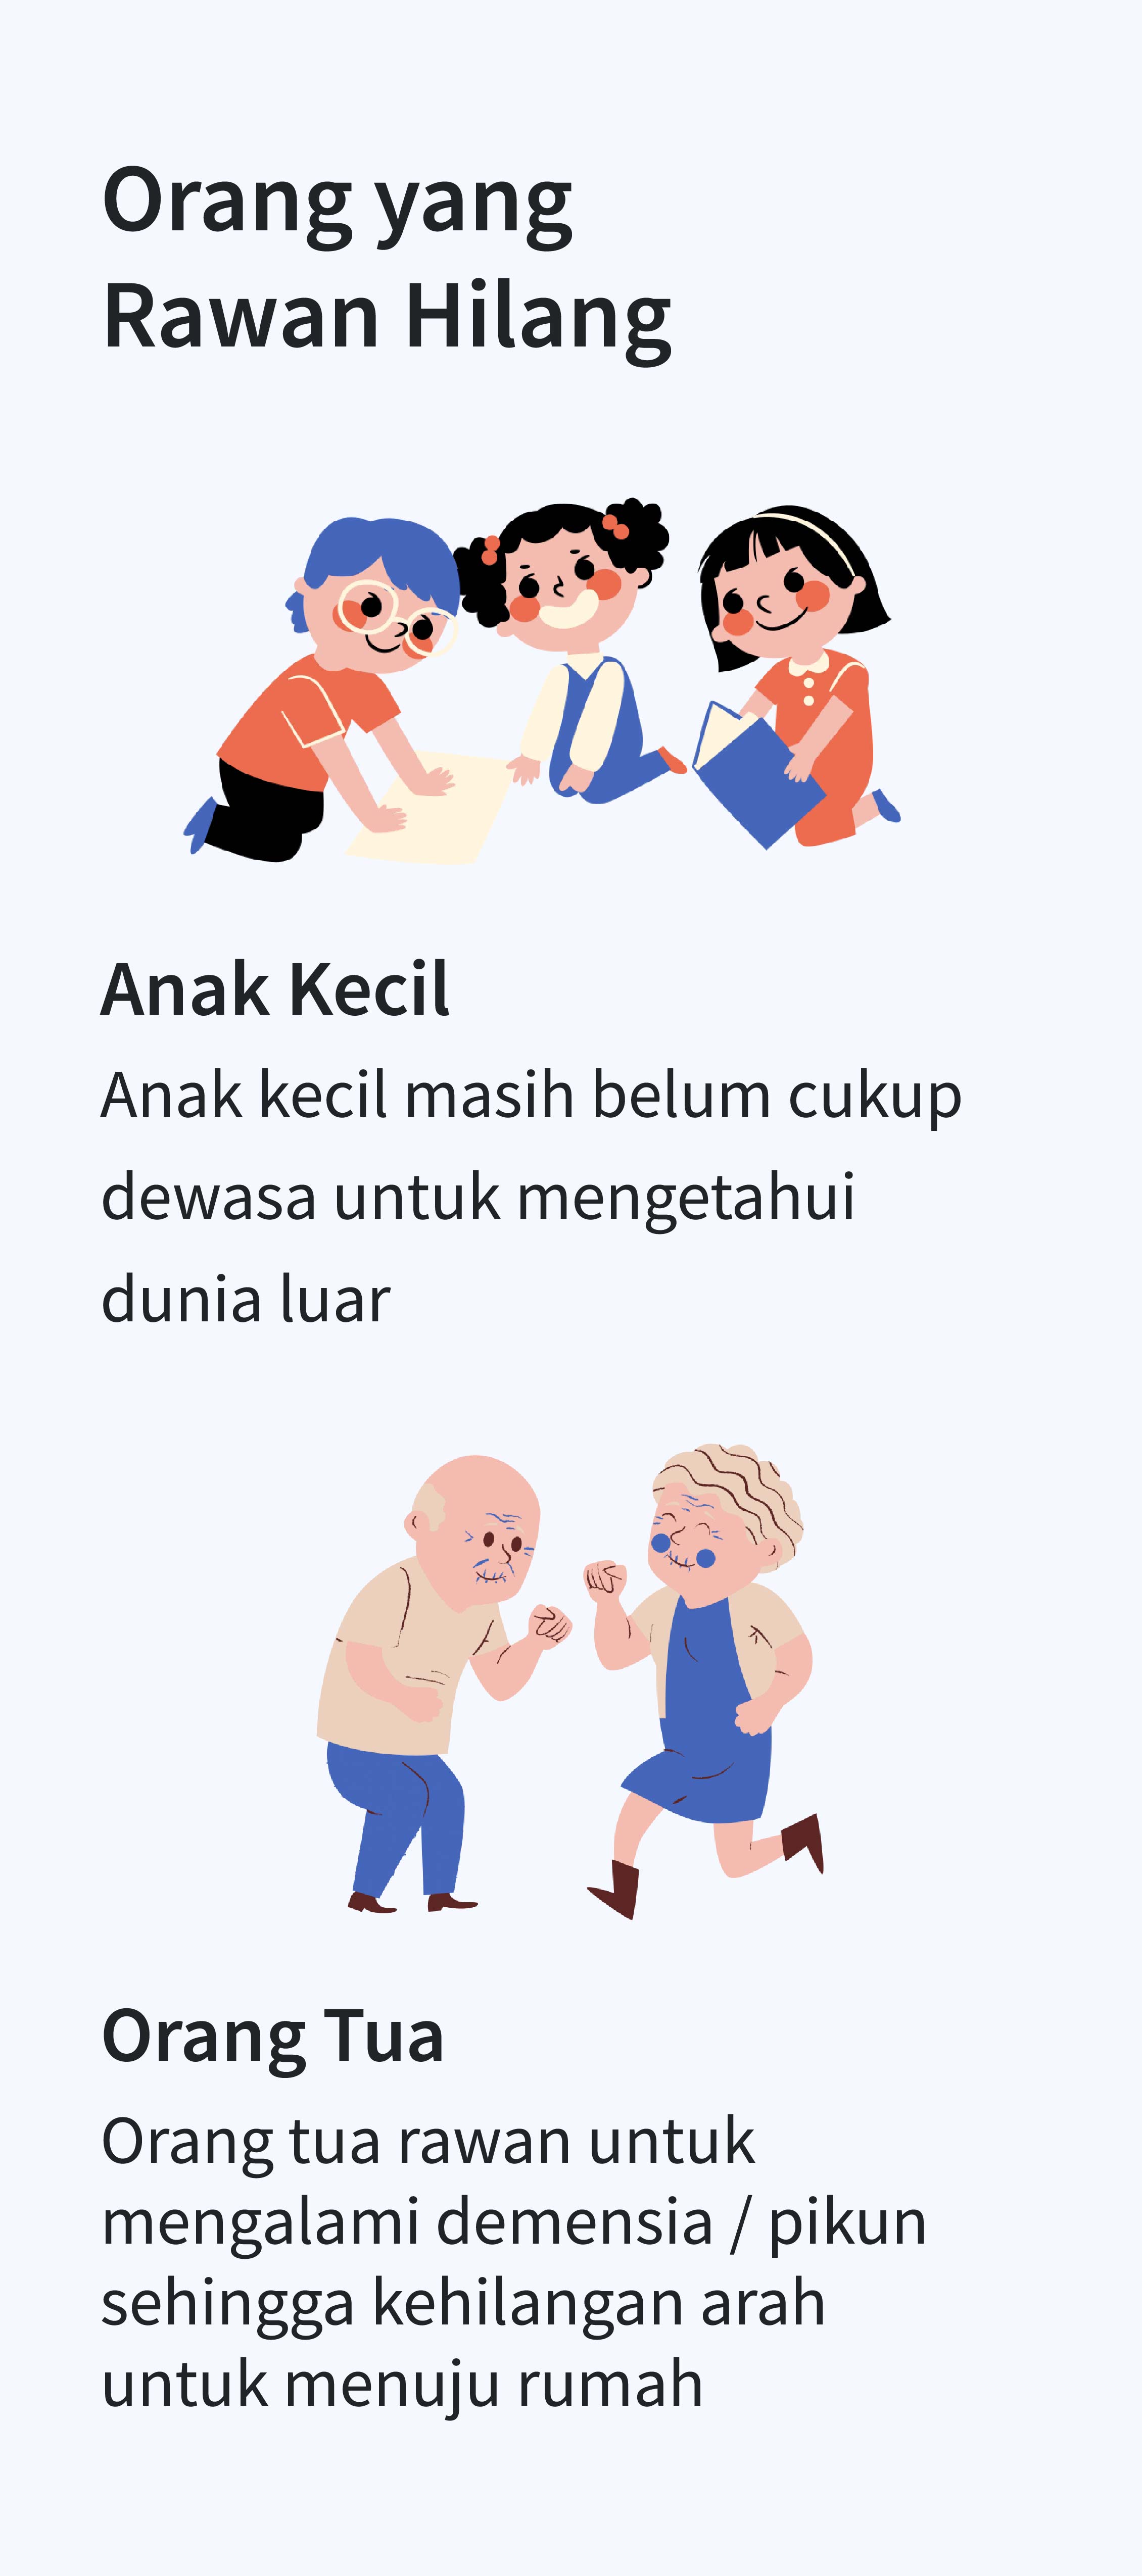 Orang yang
Rawan Hilang
Anak Kecil
Anak kecil masih belum cukup
dewasa untuk mengetahui
dunia luar
Orang Tua
Orang tua rawan untuk
mengalami demensia / pikun
sehingga kehilangan arah
untuk menuju rumah